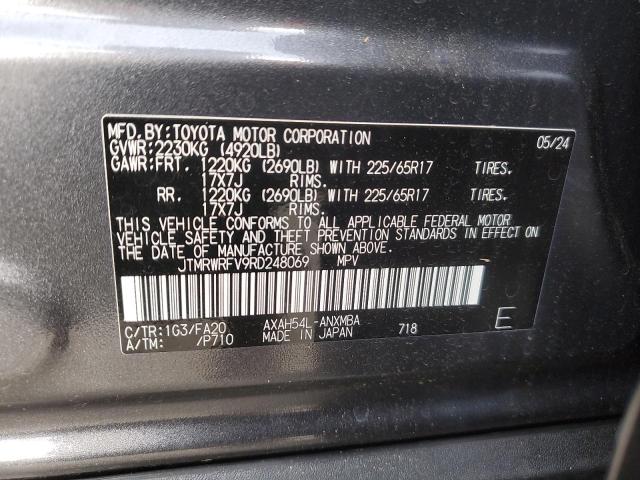 MFD. BY: TOYOTA MOTOR CORPORATION 05/24
GVWR: 2230KG (4920LB)
GAWR: FRT. 1220KG (2690LB) WITH 225/65R17 TIRES.
17X7J RIMS.
RR. 1220KG (2690LB) WITH 225/65R17 TIRES.
17X7J RIMS.
THIS VEHICLE CONFORMS TO ALL APPLICABLE FEDERAL MOTOR
VEHICLE SAFETY AND THEFT PREVENTION STANDARDS IN EFFECT ON
THE DATE OF MANUFACTURE SHOWN ABOVE.
JTMRWRFV9RD248069 MPV
C/TR: 1G3/FA20 AXAH54L-ANXMBA
A/TM: /P710 MADE IN JAPAN 718 E